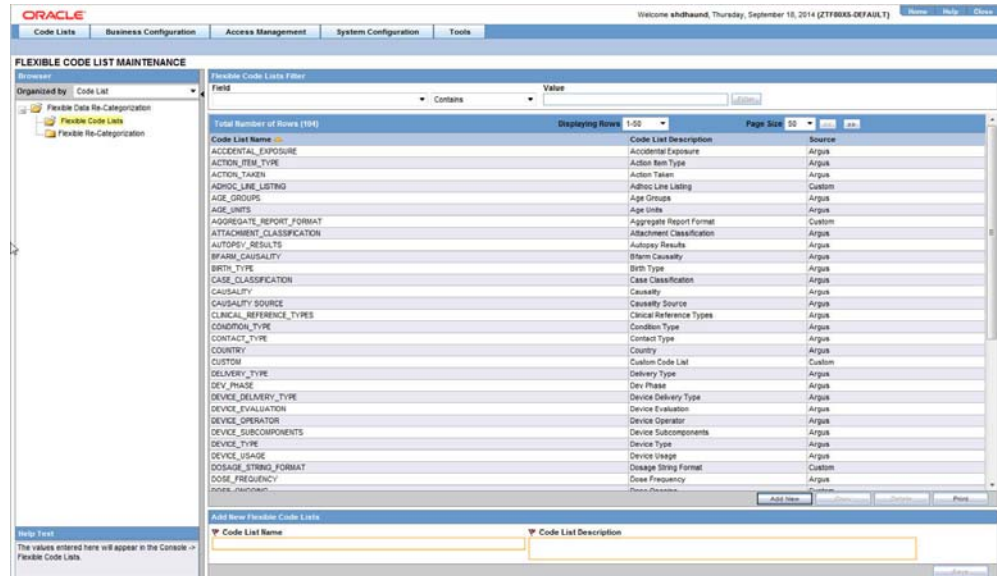 ORACLE
Welcome shdhaund, Thursday, September 18, 2014 (ZTF80X5-DEFAULT)
Home Help Close
Code Lists Business Configuration Access Management System Configuration Tools
FLEXIBLE CODE LIST MAINTENANCE
Browser
Organized by Code List
Flexible Data Re-Categorization
Flexible Code Lists
Flexible Re-Categorization
Flexible Code Lists Filter
Field Value
Contains Filter
Total Number of Rows (104) Displaying Rows 1-50 Page Size 50
Code List Name Code List Description Source
ACCIDENTAL_EXPOSURE Accidental Exposure Argus
ACTION_ITEM_TYPE Action Item Type Argus
ACTION_TAKEN Action Taken Argus
ADHOC_LINE_LISTING Adhoc Line Listing Custom
AGE_GROUPS Age Groups Argus
AGE_UNITS Age Units Argus
AGGREGATE_REPORT_FORMAT Aggregate Report Format Custom
ATTACHMENT_CLASSIFICATION Attachment Classification Argus
AUTOPSY_RESULTS Autopsy Results Argus
BFARM_CAUSALITY Bfarm Causality Argus
BIRTH_TYPE Birth Type Argus
CASE_CLASSIFICATION Case Classification Argus
CAUSALITY Causality Argus
CAUSALITY SOURCE Causality Source Argus
CLINICAL_REFERENCE_TYPES Clinical Reference Types Argus
CONDITION_TYPE Condition Type Argus
CONTACT_TYPE Contact Type Argus
COUNTRY Country Argus
CUSTOM Custom Code List Custom
DELIVERY_TYPE Delivery Type Argus
DEV_PHASE Dev Phase Argus
DEVICE_DELIVERY_TYPE Device Delivery Type Argus
DEVICE_EVALUATION Device Evaluation Argus
DEVICE_OPERATOR Device Operator Argus
DEVICE_SUBCOMPONENTS Device Subcomponents Argus
DEVICE_TYPE Device Type Argus
DEVICE_USAGE Device Usage Argus
DOSAGE_STRING_FORMAT Dosage String Format Custom
DOSE_FREQUENCY Dose Frequency Argus
Add New Delete Print
Add New Flexible Code Lists
Code List Name Code List Description
Help Text
The values entered here will appear in the Console -> Flexible Code Lists.